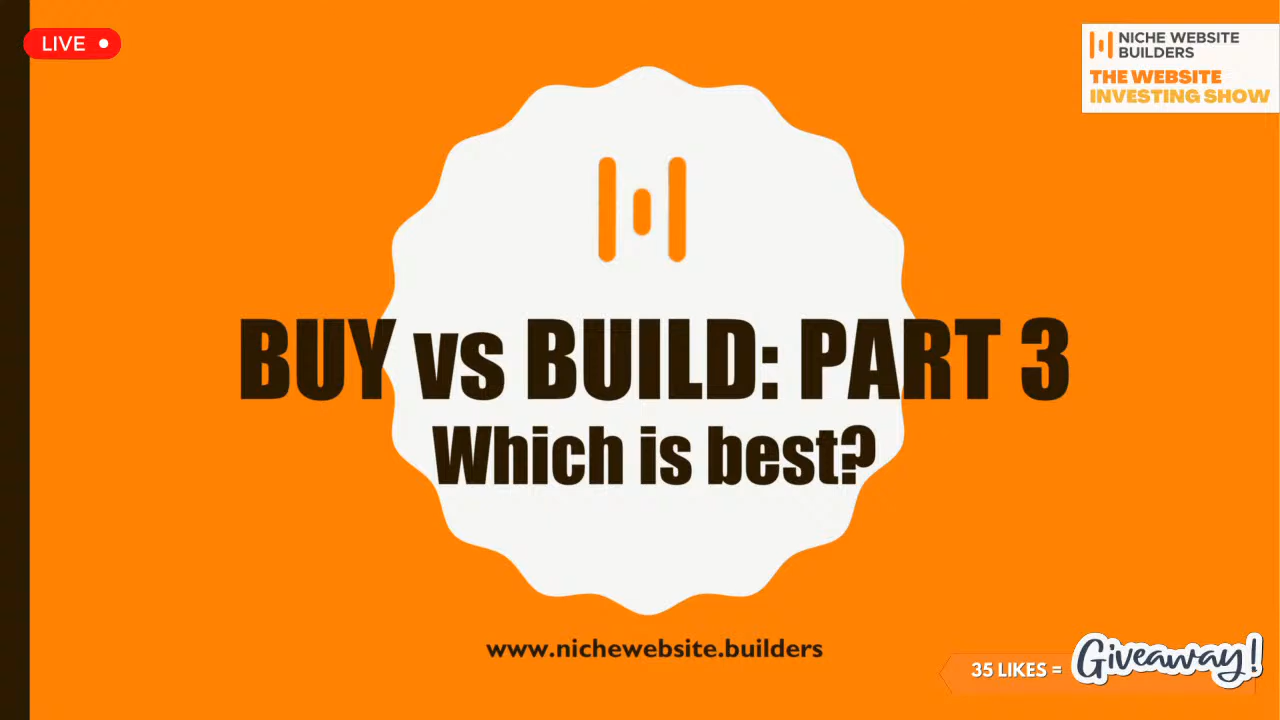 LIVE
NICHE WEBSITE
BUILDERS
THE WEBSITE
INVESTING SHOW
BUY vs BUILD: PART 3
Which is best?
www.nichewebsite.builders
35 LIKES = Giveaway!